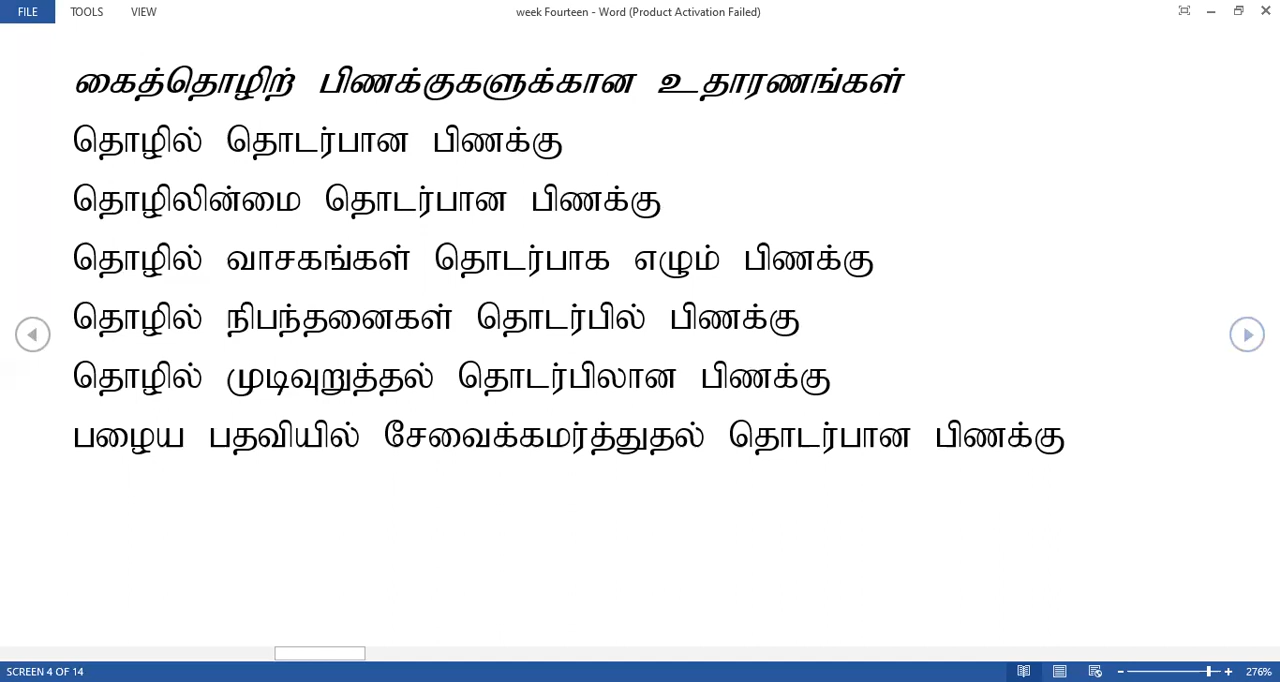 FILE TOOLS VIEW week Fourteen - Word (Product Activation Failed)
கைத்தொழிற் பிணக்குகளுக்கான உதாரணங்கள்
தொழில் தொடர்பான பிணக்கு
தொழிலின்மை தொடர்பான பிணக்கு
தொழில் வாசகங்கள் தொடர்பாக எழும் பிணக்கு
தொழில் நிபந்தனைகள் தொடர்பில் பிணக்கு
தொழில் முடிவுறுத்தல் தொடர்பிலான பிணக்கு
பழைய பதவியில் சேவைக்கமர்த்துதல் தொடர்பான பிணக்கு
SCREEN 4 OF 14 276%